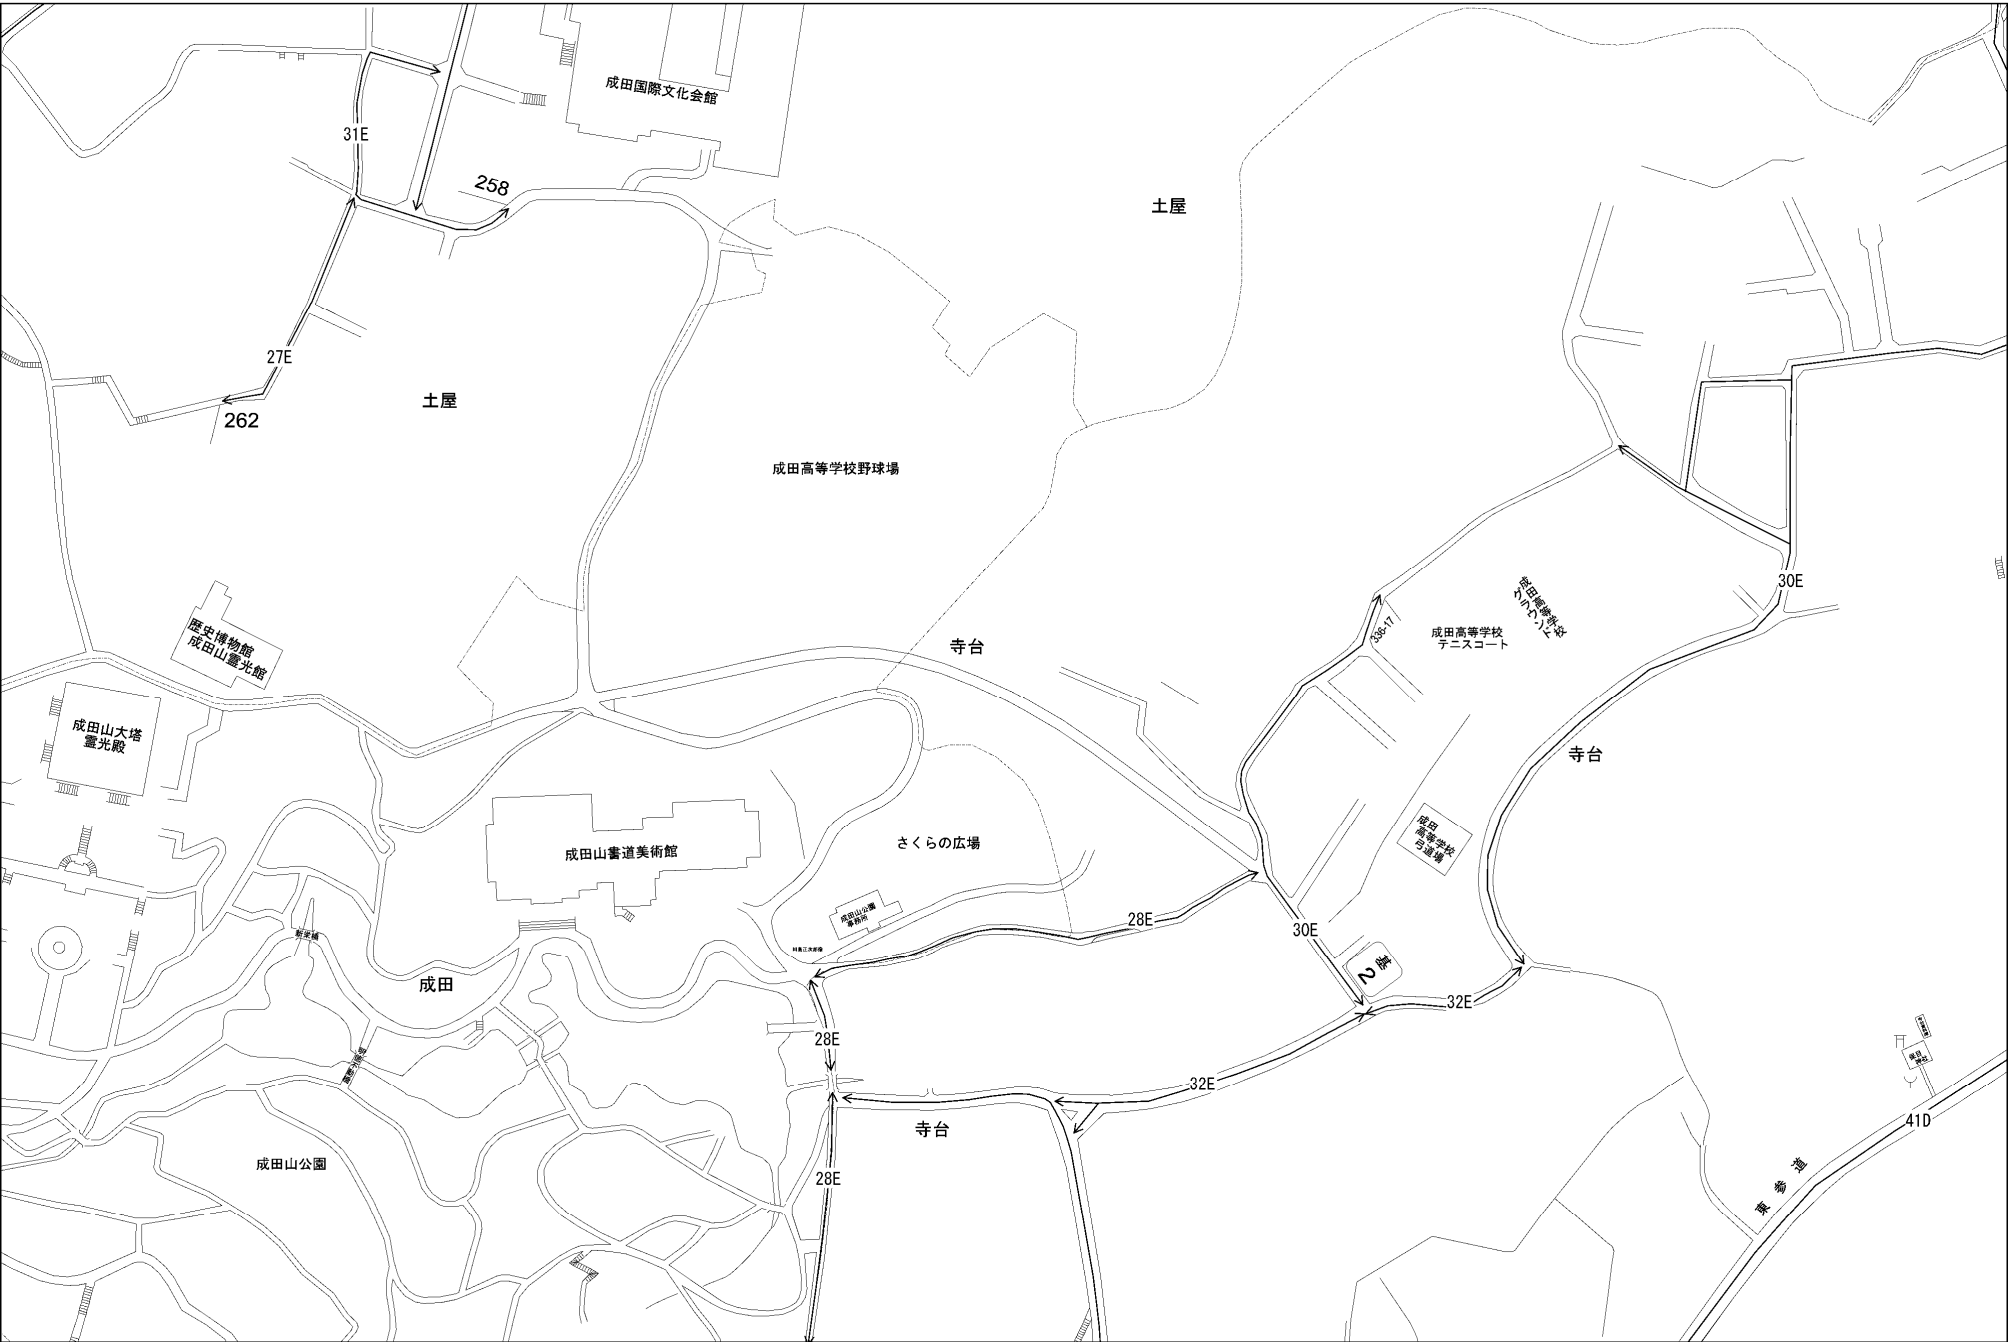 成田国際文化会館
31E
258
土屋
27E
262
土屋
成田高等学校野球場
30E
成田高等学校
グラウンド
336-17
成田高等学校
テニスコート
歴史博物館
成田山霊光館
寺台
成田山大塔
霊光殿
寺台
成田
高等学校
弓道場
さくらの広場
成田山書道美術館
成田山公園
事務所
28E
30E
新栄橋
基
2
成田
32E
28E
32E
寺台
41D
成田山公園
28E
東参道